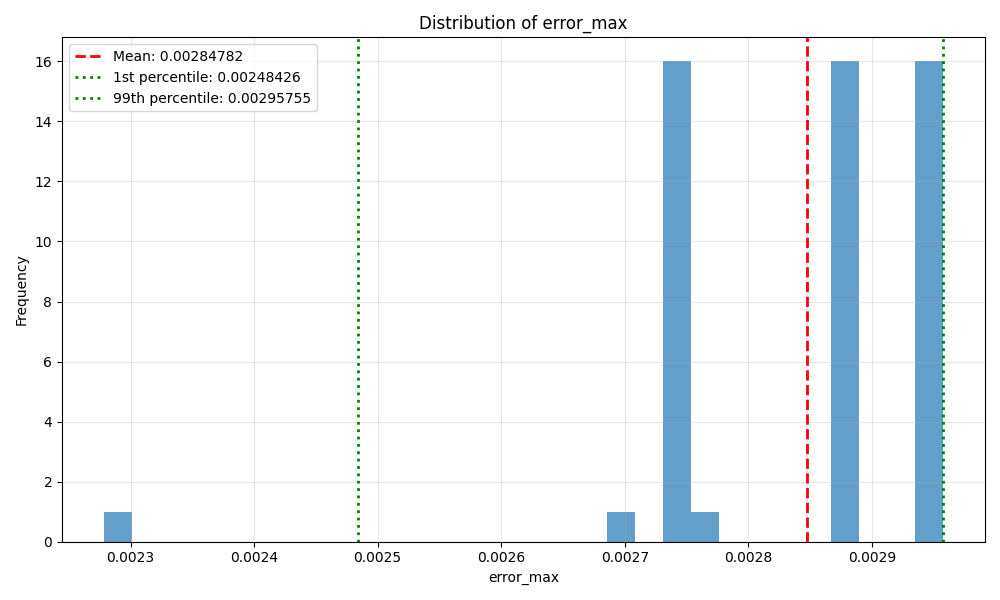 Distribution of error_max
Mean: 0.00284782
1st percentile: 0.00248426
99th percentile: 0.00295755
Frequency
16
14
12
10
8
6
4
2
0
0.0023
0.0024
0.0025
0.0026
0.0027
0.0028
0.0029
error_max